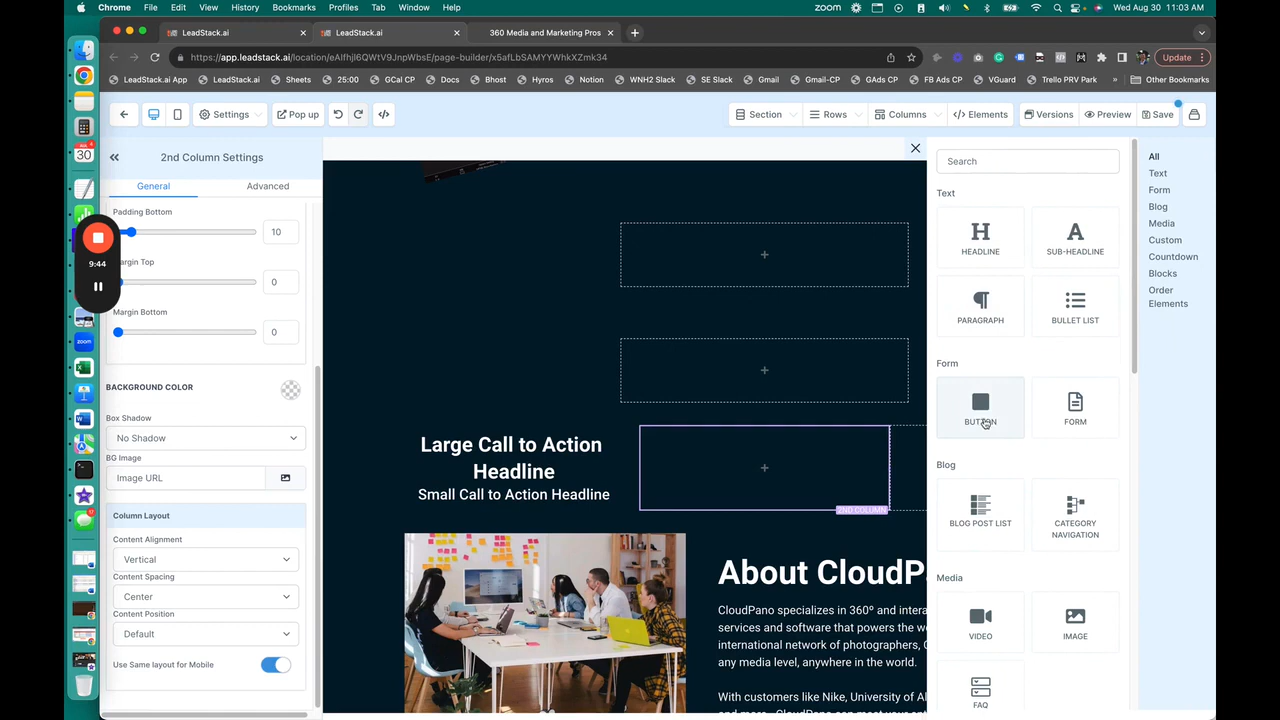 Chrome File Edit View History Bookmarks Profiles Tab Window Help
zoom Wed Aug 30 11:03 AM
LeadStack.ai LeadStack.ai 360 Media and Marketing Pros
https://app.leadstack.ai/location/eAIfhjI6QWtV9JnpWbsE/page-builder/x5afLbSAMYYWhkXZmk34
Update
LeadStack.ai App LeadStack.ai Sheets 25:00 GCal CP Docs Bhost Hyros Notion WNH2 Slack SE Slack Gmail Gmail-CP GAds CP FB Ads CP VGuard Trello PRV Park » Other Bookmarks
Settings Pop up Section Rows Columns Elements Versions Preview Save
2nd Column Settings
General Advanced
Padding Bottom
10
Margin Top
0
Margin Bottom
0
BACKGROUND COLOR
Box Shadow
No Shadow
BG Image
Image URL
Column Layout
Content Alignment
Vertical
Content Spacing
Center
Content Position
Default
Use Same layout for Mobile
30
9:44
zoom
Large Call to Action
Headline
Small Call to Action Headline
2ND COLUMN
About CloudP
CloudPano specializes in 360º and intera
services and software that powers the w
international network of photographers, C
any media level, anywhere in the world.
With customers like Nike, University of Al
Search
Text
HEADLINE SUB-HEADLINE
PARAGRAPH BULLET LIST
Form
BUTTON FORM
Blog
BLOG POST LIST CATEGORY
NAVIGATION
Media
VIDEO IMAGE
FAQ
All
Text
Form
Blog
Media
Custom
Countdown
Blocks
Order
Elements